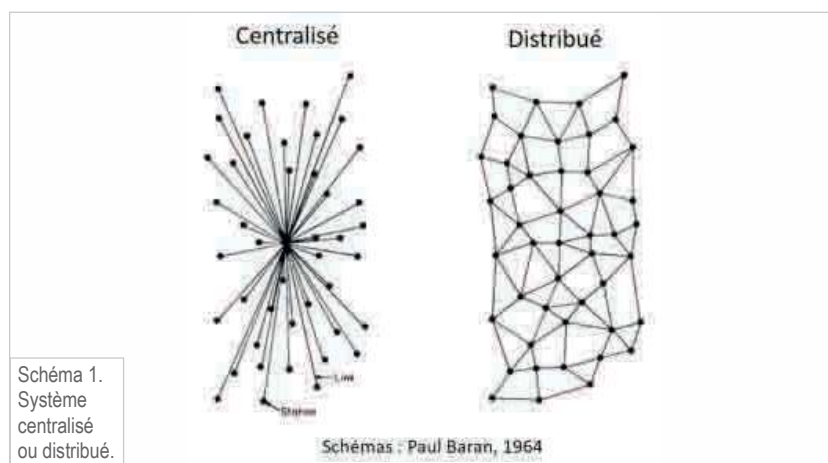 Centralisé
Distribué
Link
Station
Schéma 1.
Système
centralisé
ou distribué.
Schémas : Paul Baran, 1964